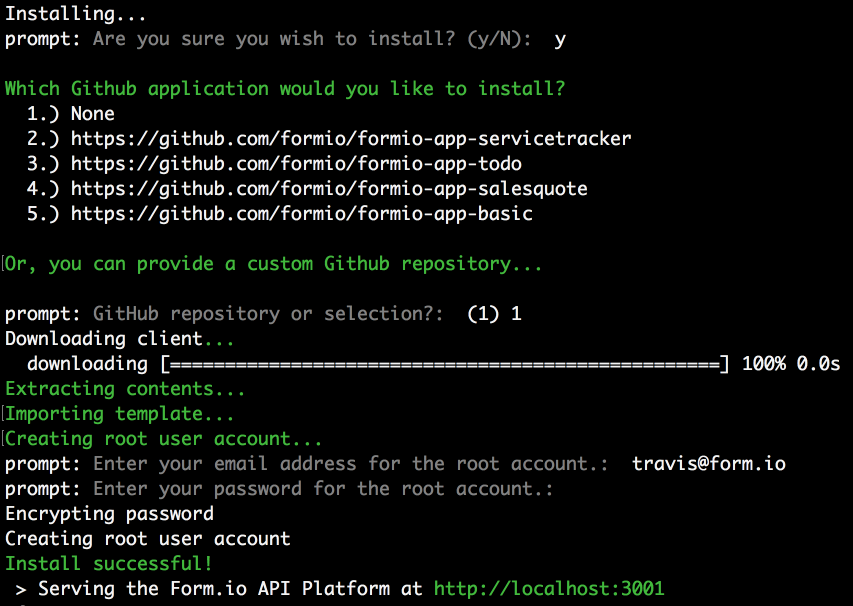 Installing...
prompt: Are you sure you wish to install? (y/N):  y
Which Github application would you like to install?
1.) None
2.) https://github.com/formio/formio-app-servicetracker
3.) https://github.com/formio/formio-app-todo
4.) https://github.com/formio/formio-app-salesquote
5.) https://github.com/formio/formio-app-basic
Or, you can provide a custom Github repository...
prompt: GitHub repository or selection?:  (1) 1
Downloading client...
downloading [==================================================] 100% 0.0s
Extracting contents...
Importing template...
Creating root user account...
prompt: Enter your email address for the root account.:  travis@form.io
prompt: Enter your password for the root account.:
Encrypting password
Creating root user account
Install successful!
> Serving the Form.io API Platform at http://localhost:3001